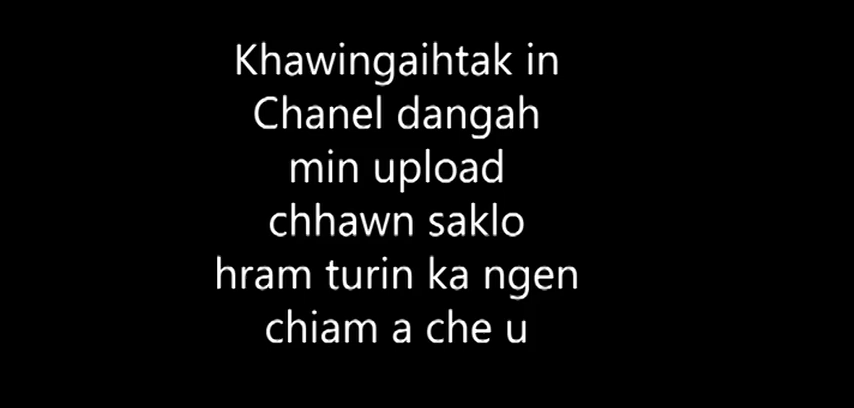 Khawingaihtak in
Chanel dangah
min upload
chhawn saklo
hram turin ka ngen
chiam a che u